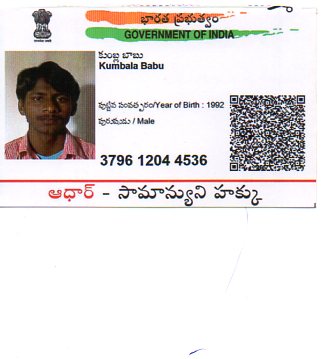 భారత ప్రభుత్వం
GOVERNMENT OF INDIA
కుంబ్ల బాబు
Kumbala Babu
పుట్టిన సంవత్సరం/Year of Birth : 1992
పురుషుడు / Male
3796 1204 4536
ఆధార్ - సామాన్యుని హక్కు